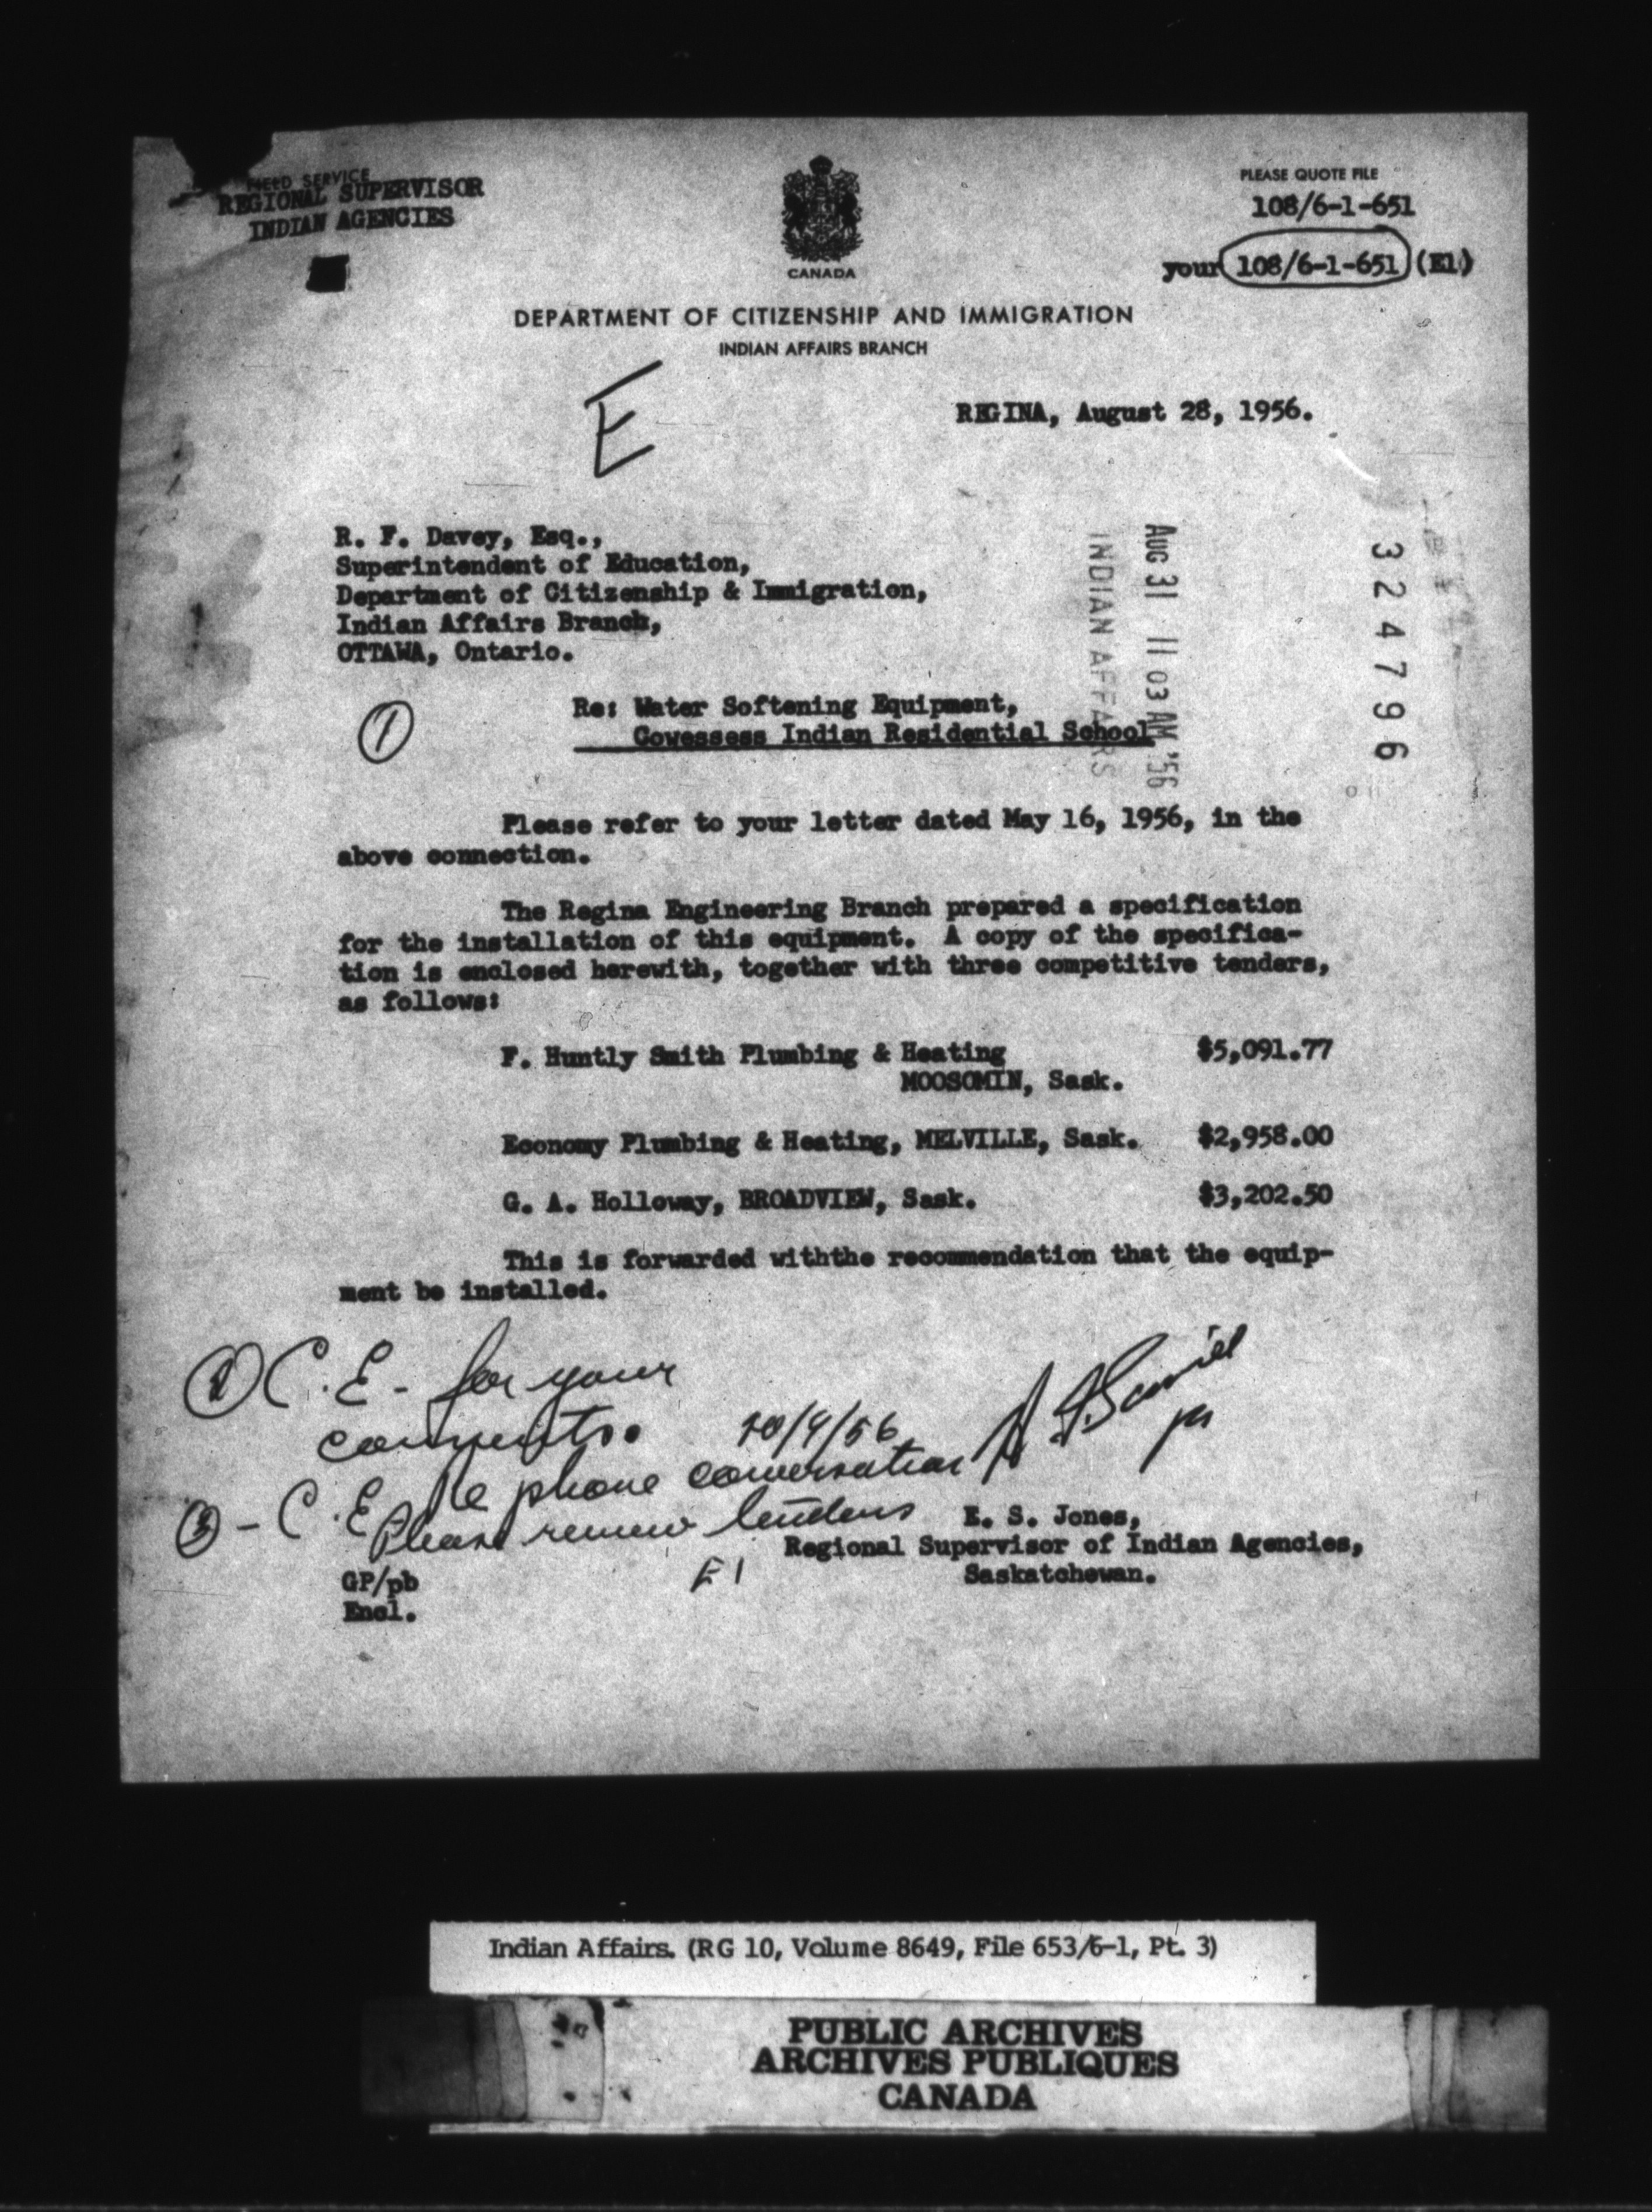 REGIONAL SUPERVISOR
INDIAN AGENCIES
CANADA
PLEASE QUOTE FILE
108/6-1-651
your 108/6-1-651 (E1)
DEPARTMENT OF CITIZENSHIP AND IMMIGRATION
INDIAN AFFAIRS BRANCH
E
REGINA, August 28, 1956.
R. F. Davey, Esq.,
Superintendent of Education,
Department of Citizenship & Immigration,
Indian Affairs Branch,
OTTAWA, Ontario.
INDIAN AFFAIRS
AUG 31 11 03 AM '56
324796
1
Re: Water Softening Equipment,
Cowessess Indian Residential School
Please refer to your letter dated May 16, 1956, in the
above connection.
The Regina Engineering Branch prepared a specification
for the installation of this equipment. A copy of the specifica-
tion is enclosed herewith, together with three competitive tenders,
as follows:
F. Huntly Smith Plumbing & Heating $5,091.77
MOOSOMIN, Sask.
Economy Plumbing & Heating, MELVILLE, Sask. $2,958.00
G. A. Holloway, BROADVIEW, Sask. $3,202.50
This is forwarded withthe recommendation that the equip-
ment be installed.
C.E - for your
comments.
3 - C.E. Re phone conversation
Please review tenders
E1
E. S. Jones,
Regional Supervisor of Indian Agencies,
Saskatchewan.
GP/pb
Encl.
Indian Affairs. (RG 10, Volume 8649, File 653/6-1, Pt. 3)
PUBLIC ARCHIVES
ARCHIVES PUBLIQUES
CANADA